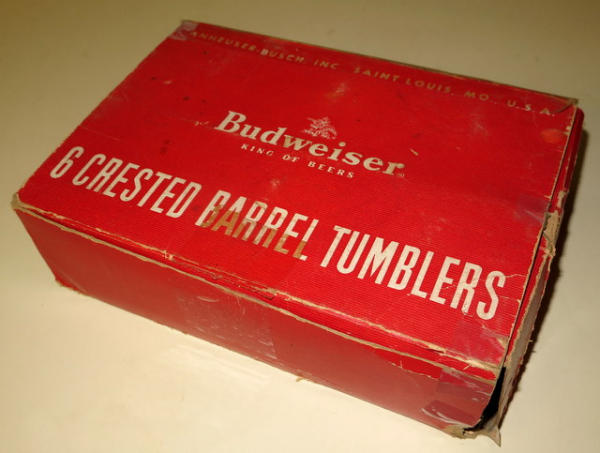 ANHEUSER-BUSCH, INC. SAINT LOUIS, MO., U.S.A.
Budweiser
KING OF BEERS
6 CRESTED BARREL TUMBLERS